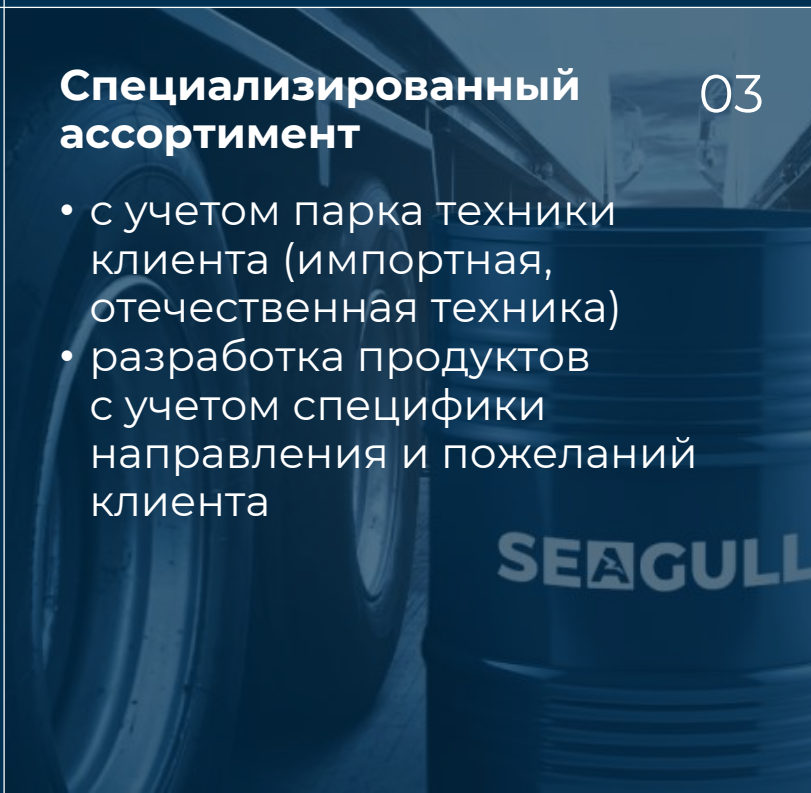 Специализированный
03
ассортимент
• с учетом парка техники
клиента (импортная,
отечественная техника)
• разработка продуктов
с учетом специфики
направления и пожеланий
клиента
SEAGULL